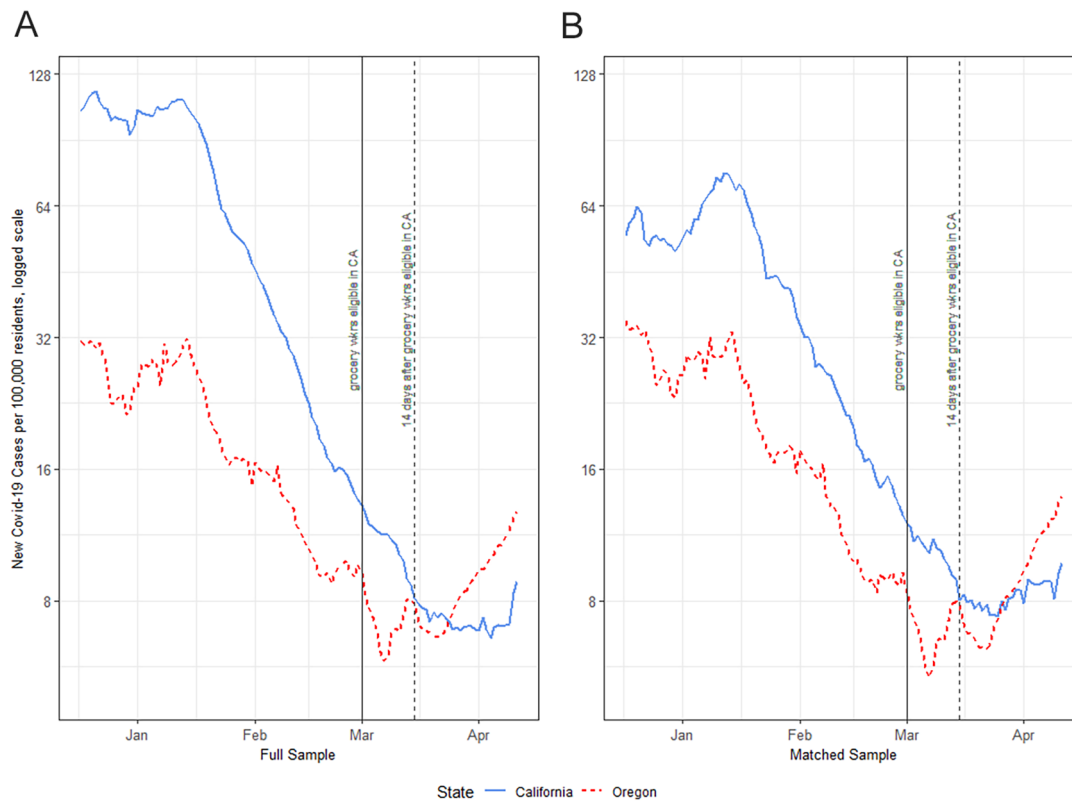 A
B
New Covid-19 Cases per 100,000 residents, logged scale
128
64
32
16
8
grocery wkrs eligible in CA
14 days after grocery wkrs eligible in CA
Jan Feb Mar Apr
Full Sample
128
64
32
16
8
grocery wkrs eligible in CA
14 days after grocery wkrs eligible in CA
Jan Feb Mar Apr
Matched Sample
State California Oregon